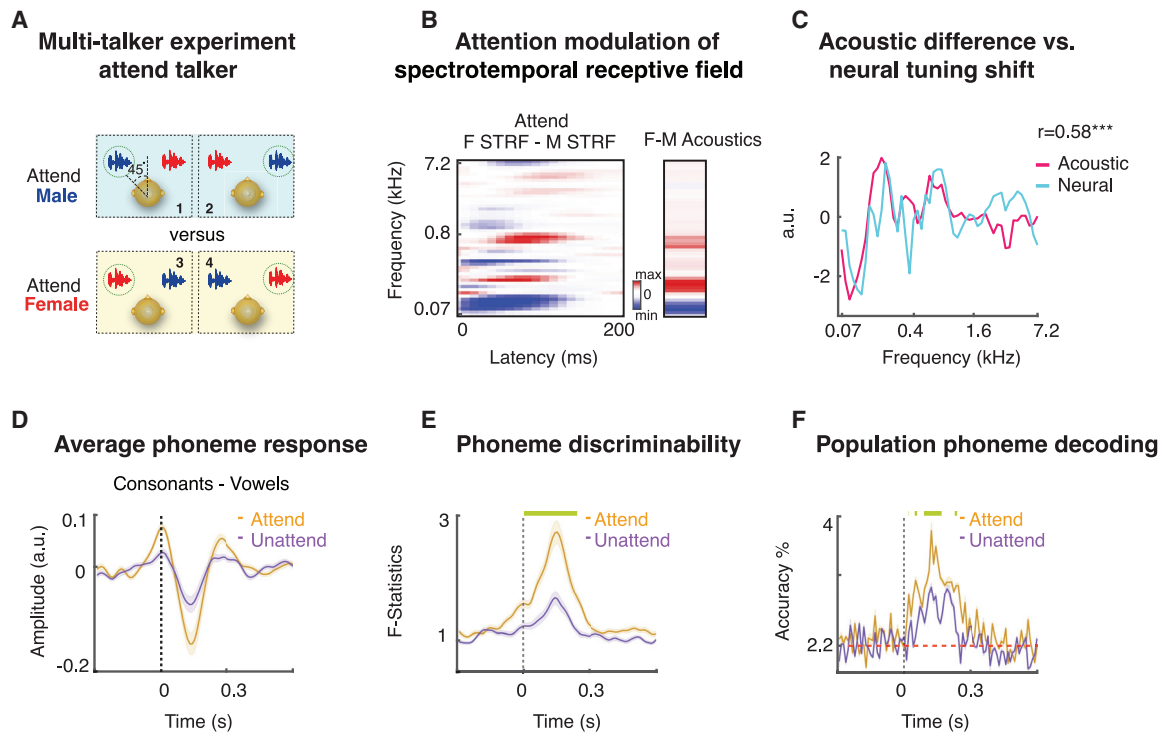 A
Multi-talker experiment
attend talker
Attend
Male
45
1
2
versus
Attend
Female
3
4
B
Attention modulation of
spectrotemporal receptive field
Attend
F STRF - M STRF
F-M Acoustics
Frequency (kHz)
7.2
0.8
0.07
0
200
Latency (ms)
max
0
min
C
Acoustic difference vs.
neural tuning shift
r=0.58***
Acoustic
Neural
a.u.
2
0
-2
0.07
0.4
1.6
7.2
Frequency (kHz)
D
Average phoneme response
Consonants - Vowels
Attend
Unattend
Amplitude (a.u.)
0.1
0
-0.2
0
0.3
Time (s)
E
Phoneme discriminability
Attend
Unattend
F-Statistics
3
1
0
0.3
Time (s)
F
Population phoneme decoding
Attend
Unattend
Accuracy %
4
2.2
0
0.3
Time (s)